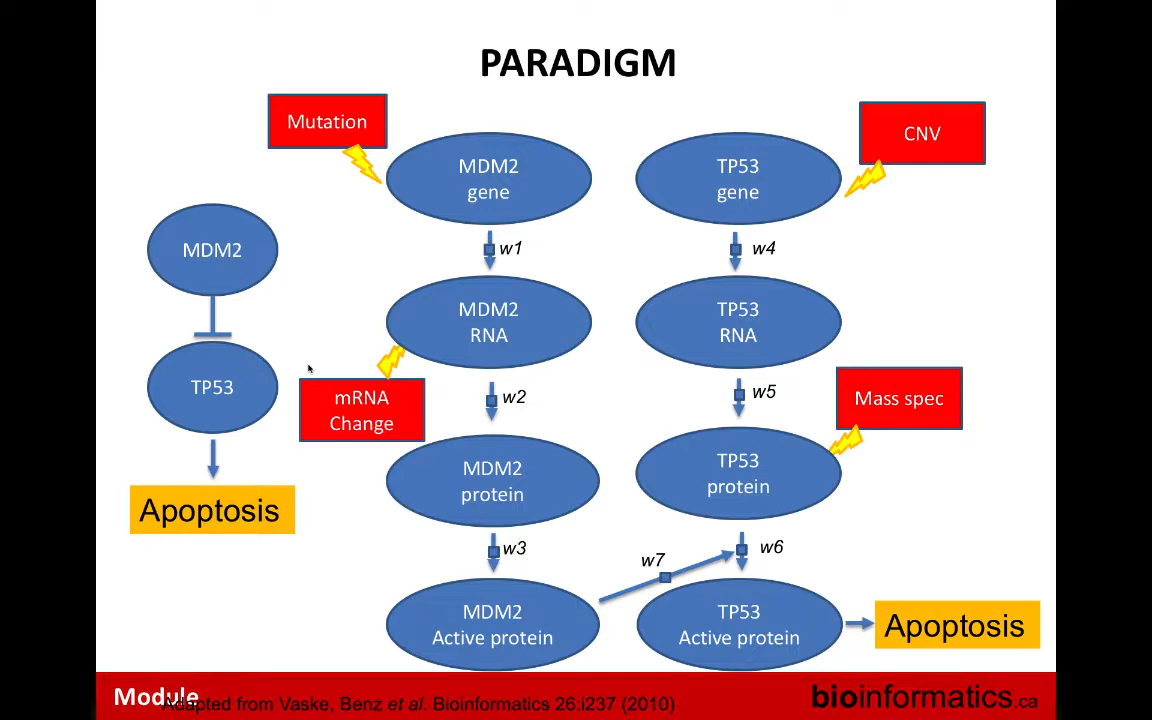 PARADIGM
Mutation
CNV
MDM2
gene
TP53
gene
w1
w4
MDM2
TP53
Apoptosis
MDM2
RNA
TP53
RNA
mRNA
Change
w2
w5
Mass spec
MDM2
protein
TP53
protein
w3
w7
w6
MDM2
Active protein
TP53
Active protein
Apoptosis
Module
Adapted from Vaske, Benz et al. Bioinformatics 26:i237 (2010)
bioinformatics.ca